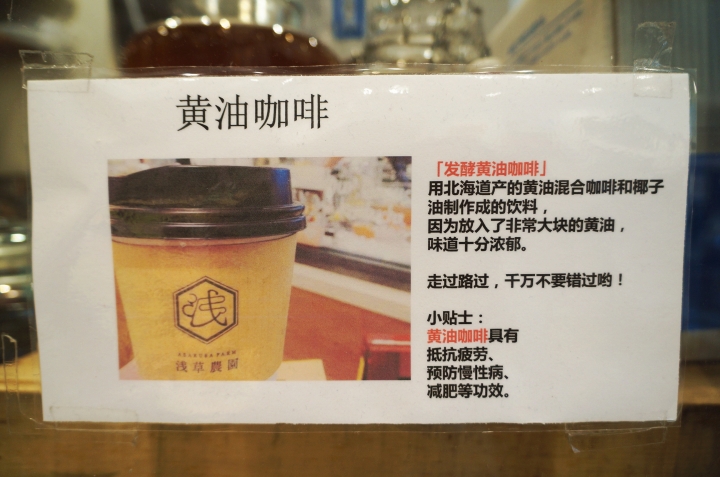 黄油咖啡
「发酵黄油咖啡」
用北海道产的黄油混合咖啡和椰子
油制作成的饮料，
因为放入了非常大块的黄油，
味道十分浓郁。
走过路过，千万不要错过哟！
小贴士：
黄油咖啡具有
抵抗疲劳、
预防慢性病、
减肥等功效。
浅
浅草農園